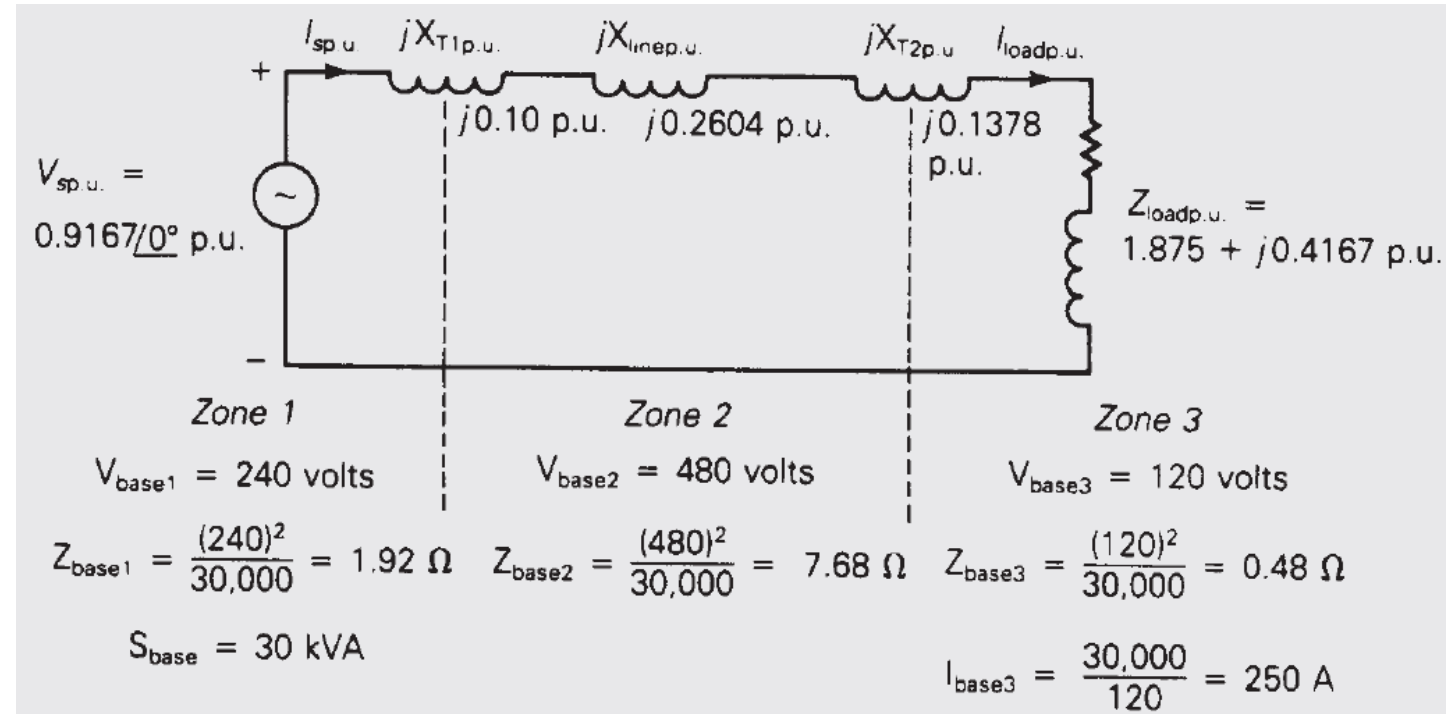 I_sp.u. jX_T1p.u. jX_linep.u. jX_T2p.u I_loadp.u.
+
j0.10 p.u. j0.2604 p.u. j0.1378 p.u.
V_sp.u. =
0.9167/0° p.u.
~
Z_loadp.u. =
1.875 + j0.4167 p.u.
−
Zone 1 Zone 2 Zone 3
V_base1 = 240 volts V_base2 = 480 volts V_base3 = 120 volts
Z_base1 = (240)²/30,000 = 1.92 Ω Z_base2 = (480)²/30,000 = 7.68 Ω Z_base3 = (120)²/30,000 = 0.48 Ω
S_base = 30 kVA
I_base3 = 30,000/120 = 250 A